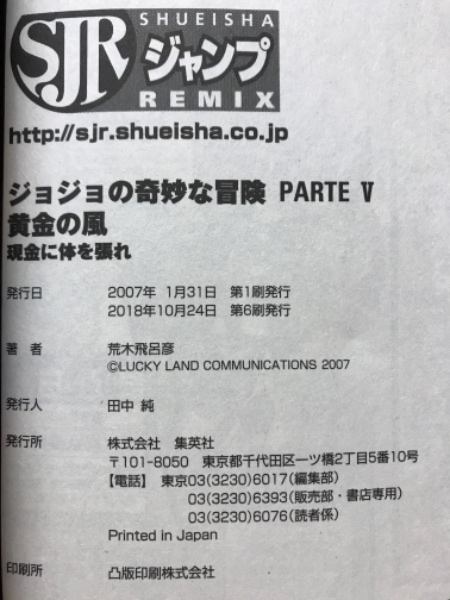 SJR
SHUEISHA
ジャンプ
REMIX
http://sjr.shueisha.co.jp
ジョジョの奇妙な冒険 PARTE V
黄金の風
現金に体を張れ
発行日 2007年 1月31日 第1刷発行
2018年10月24日 第6刷発行
著者 荒木飛呂彦
©LUCKY LAND COMMUNICATIONS 2007
発行人 田中 純
発行所 株式会社 集英社
〒101-8050 東京都千代田区一ツ橋2丁目5番10号
【電話】 東京03(3230)6017(編集部)
03(3230)6393(販売部・書店専用)
03(3230)6076(読者係)
Printed in Japan
印刷所 凸版印刷株式会社